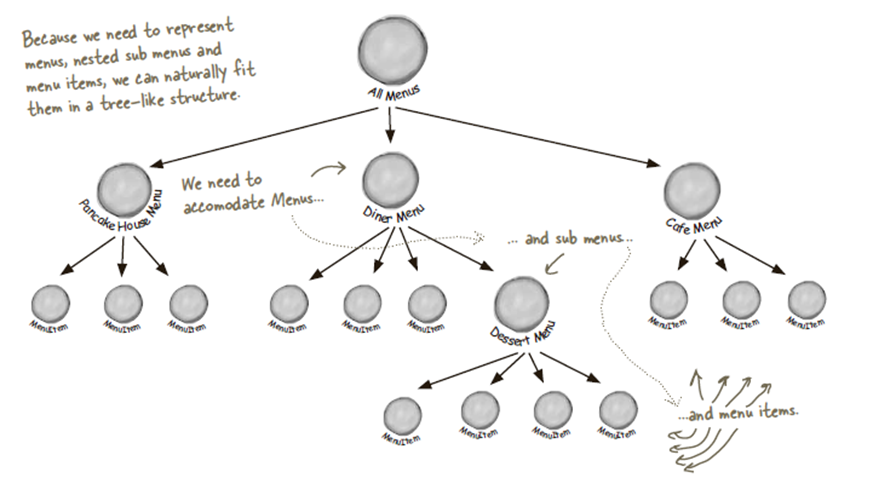 Because we need to represent
menus, nested sub menus and
menu items, we can naturally fit
them in a tree-like structure.
All Menus
We need to
accomodate Menus...
Pancake House Menu
Diner Menu
Cafe Menu
... and sub menus...
MenuItem
MenuItem
MenuItem
MenuItem
MenuItem
MenuItem
Dessert Menu
MenuItem
MenuItem
MenuItem
...and menu items.
MenuItem
MenuItem
MenuItem
MenuItem